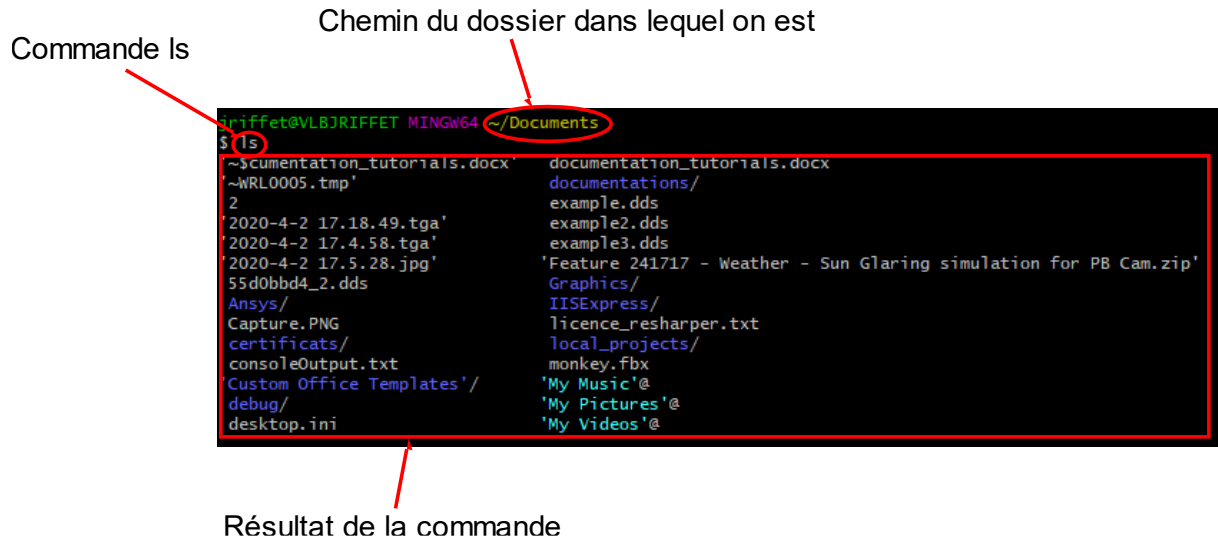 Chemin du dossier dans lequel on est
Commande ls
jriffet@VLBJRIFFET MINGW64 ~/Documents
$ ls
'~$cumentation_tutorials.docx' documentation_tutorials.docx
'~WRL0005.tmp' documentations/
2 example.dds
'2020-4-2 17.18.49.tga' example2.dds
'2020-4-2 17.4.58.tga' example3.dds
'2020-4-2 17.5.28.jpg' 'Feature 241717 - Weather - Sun Glaring simulation for PB Cam.zip'
55d0bbd4_2.dds Graphics/
Ansys/ IISExpress/
Capture.PNG licence_resharper.txt
certificats/ local_projects/
consoleOutput.txt monkey.fbx
'Custom Office Templates'/ 'My Music'@
debug/ 'My Pictures'@
desktop.ini 'My Videos'@
Résultat de la commande